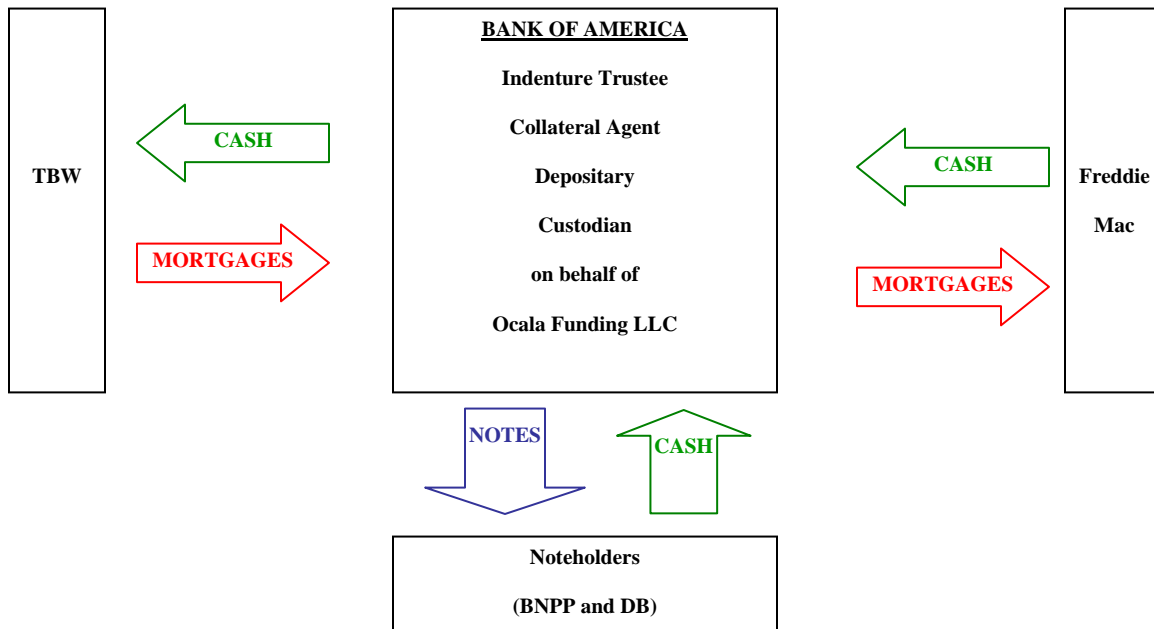 BANK OF AMERICA
Indenture Trustee
Collateral Agent
Depositary
Custodian
on behalf of
Ocala Funding LLC
TBW
CASH
MORTGAGES
CASH
MORTGAGES
Freddie
Mac
NOTES
CASH
Noteholders
(BNPP and DB)